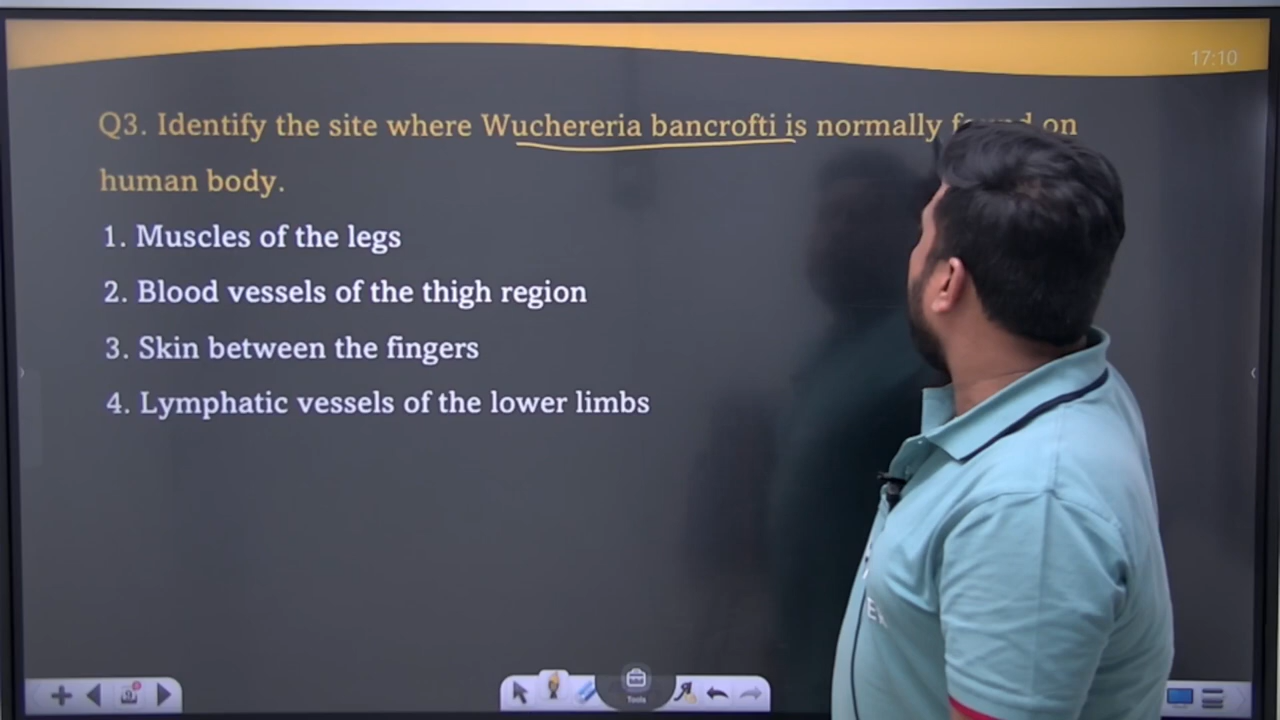 17:10
Q3. Identify the site where Wuchereria bancrofti is normally found on
human body.
1. Muscles of the legs
2. Blood vessels of the thigh region
3. Skin between the fingers
4. Lymphatic vessels of the lower limbs
Tools